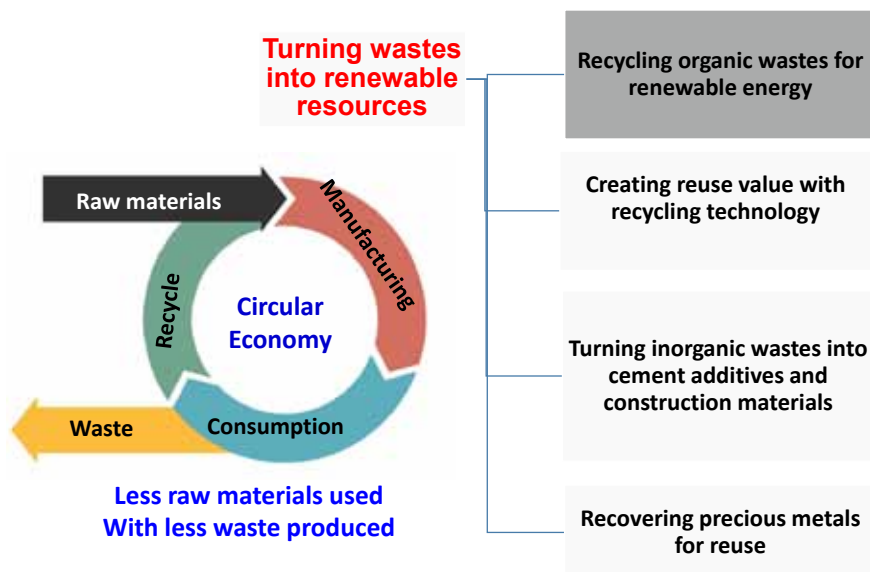 Turning wastes
into renewable
resources
Recycling organic wastes for
renewable energy
Creating reuse value with
recycling technology
Turning inorganic wastes into
cement additives and
construction materials
Recovering precious metals
for reuse
Raw materials
Manufacturing
Recycle
Circular
Economy
Waste
Consumption
Less raw materials used
With less waste produced